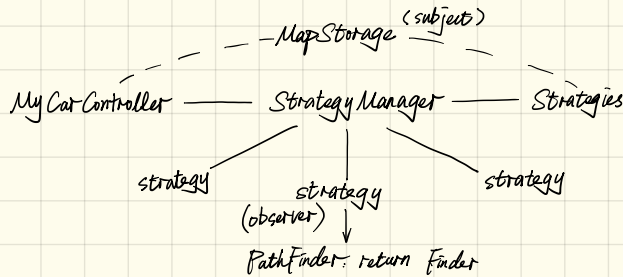 MapStorage (subject)
MyCarController StrategyManager Strategies
strategy strategy strategy
(observer)
PathFinder: return Finder